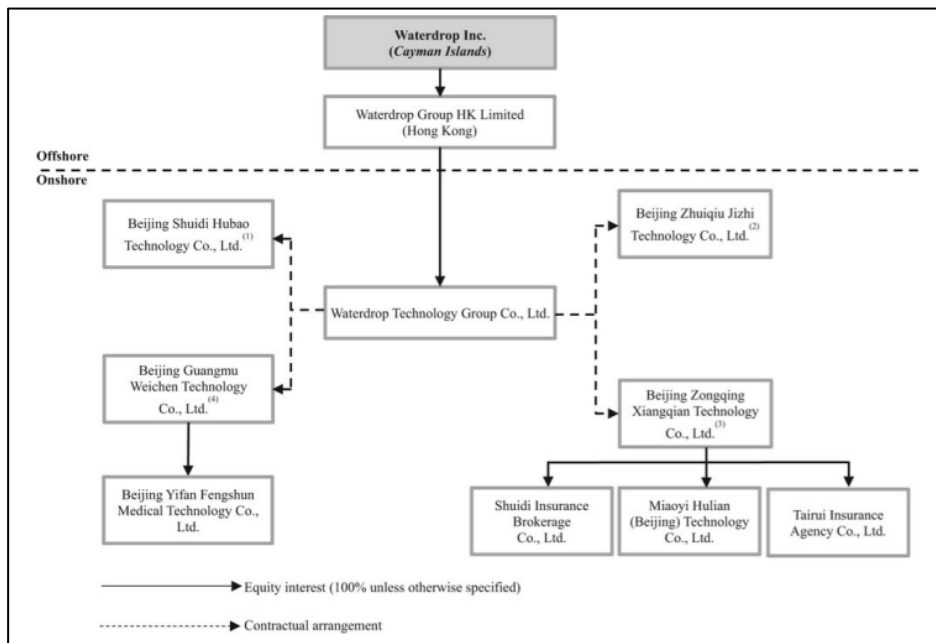 Waterdrop Inc.
(Cayman Islands)
Waterdrop Group HK Limited
(Hong Kong)
Offshore
Onshore
Beijing Shuidi Hubao
Technology Co., Ltd.(1)
Beijing Zhuiqiu Jizhi
Technology Co., Ltd.(2)
Waterdrop Technology Group Co., Ltd.
Beijing Guangmu
Weichen Technology
Co., Ltd.(4)
Beijing Zongqing
Xiangqian Technology
Co., Ltd.(3)
Beijing Yifan Fengshun
Medical Technology Co.,
Ltd.
Shuidi Insurance
Brokerage
Co., Ltd.
Miaoyi Hulian
(Beijing) Technology
Co., Ltd.
Tairui Insurance
Agency Co., Ltd.
Equity interest (100% unless otherwise specified)
Contractual arrangement